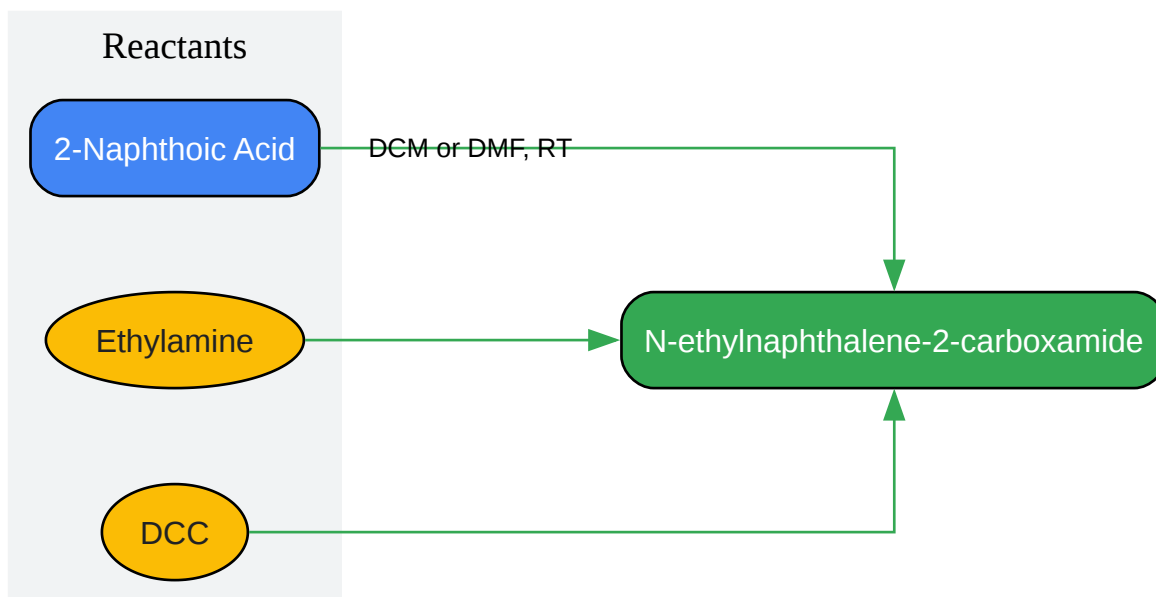 Reactants
2-Naphthoic Acid
DCM or DMF, RT
Ethylamine
N-ethylnaphthalene-2-carboxamide
DCC